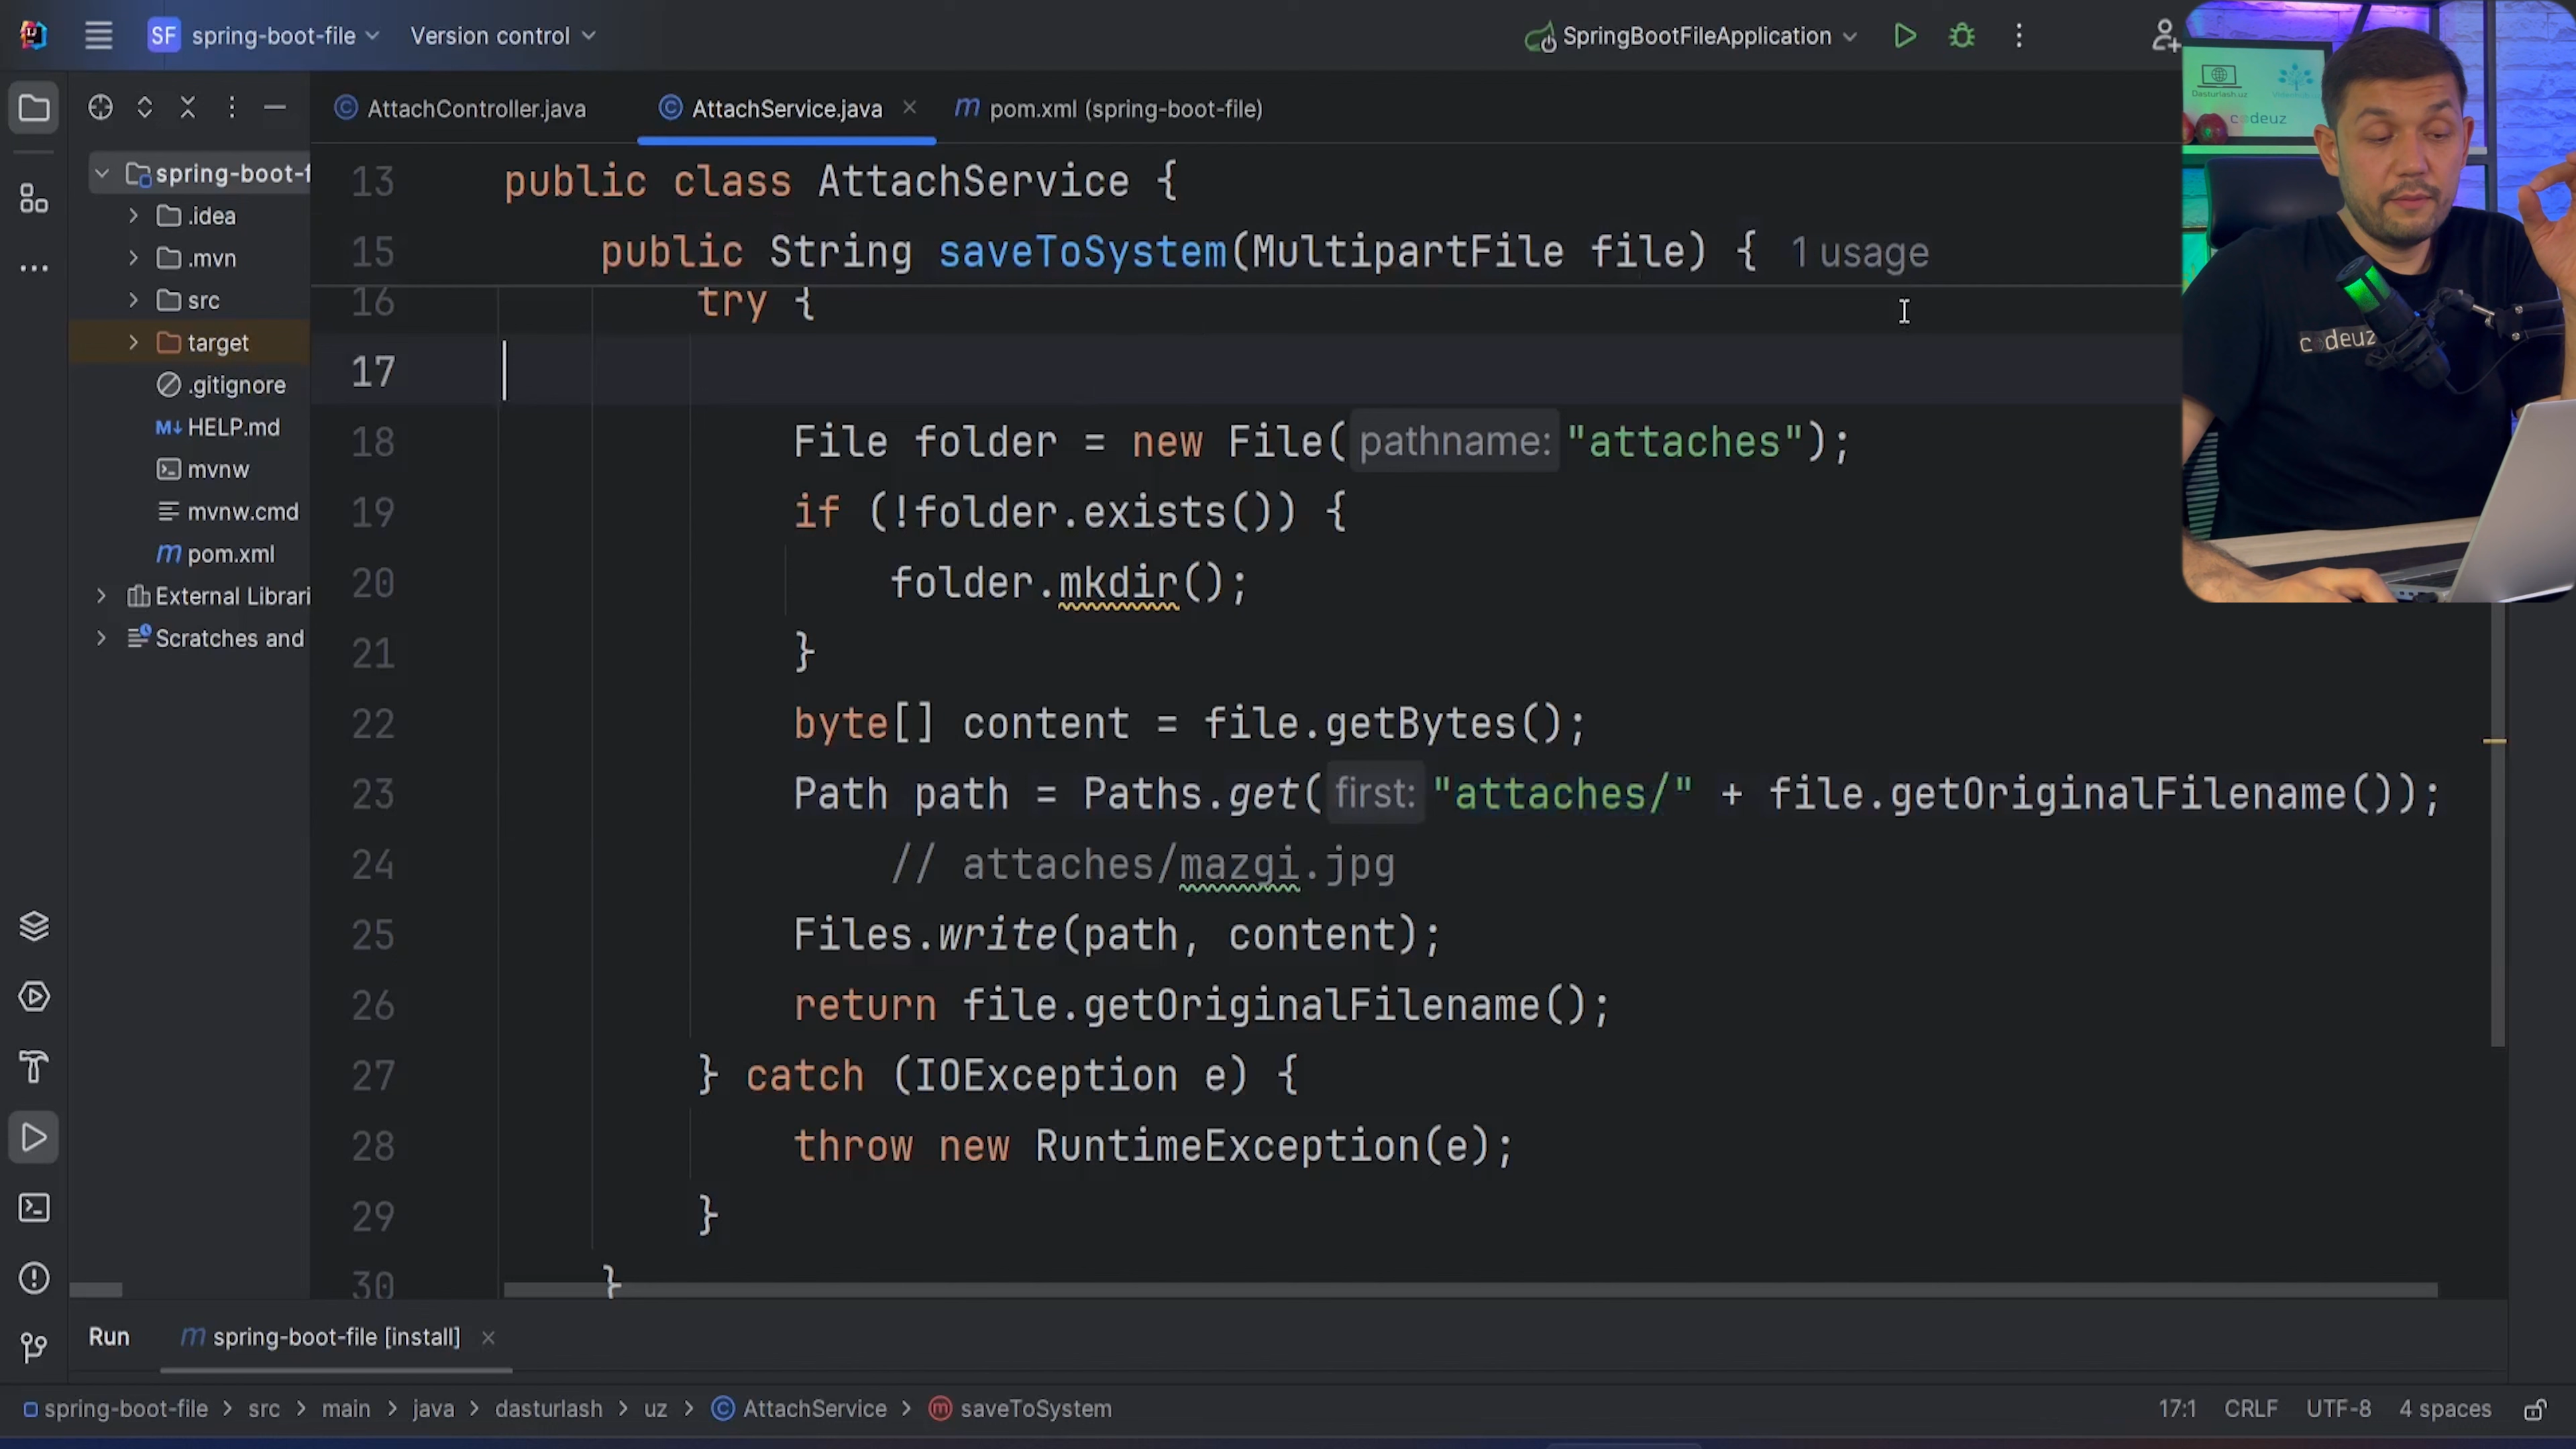 SF spring-boot-file
Version control
SpringBootFileApplication
AttachController.java
AttachService.java
pom.xml (spring-boot-file)
spring-boot-f
.idea
.mvn
src
target
.gitignore
HELP.md
mvnw
mvnw.cmd
pom.xml
External Librari
Scratches and
13 public class AttachService {
15 public String saveToSystem(MultipartFile file) { 1 usage
16 try {
17
18 File folder = new File( pathname: "attaches");
19 if (!folder.exists()) {
20 folder.mkdir();
21 }
22 byte[] content = file.getBytes();
23 Path path = Paths.get( first: "attaches/" + file.getOriginalFilename());
24 // attaches/mazgi.jpg
25 Files.write(path, content);
26 return file.getOriginalFilename();
27 } catch (IOException e) {
28 throw new RuntimeException(e);
29 }
30 }
Dasturlash.uz
codeuz
codeuz
Run
spring-boot-file [install]
spring-boot-file > src > main > java > dasturlash > uz > AttachService > saveToSystem
17:1 CRLF UTF-8 4 spaces